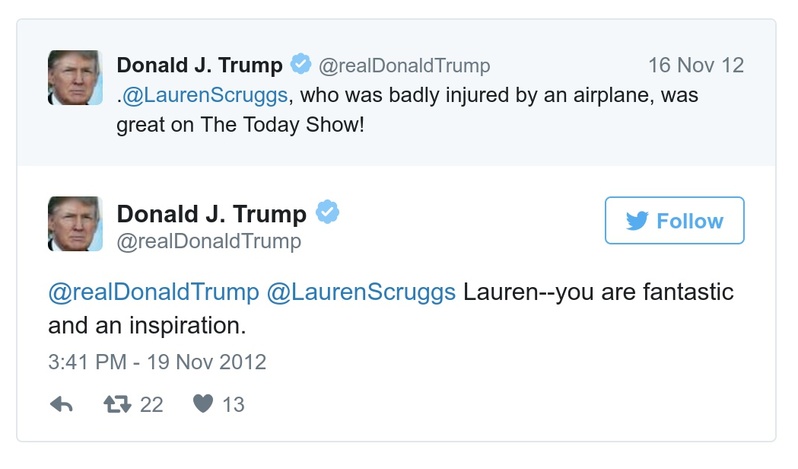 Donald J. Trump @realDonaldTrump 16 Nov 12
.@LaurenScruggs, who was badly injured by an airplane, was
great on The Today Show!
Donald J. Trump
@realDonaldTrump
Follow
@realDonaldTrump @LaurenScruggs Lauren--you are fantastic
and an inspiration.
3:41 PM - 19 Nov 2012
22 13